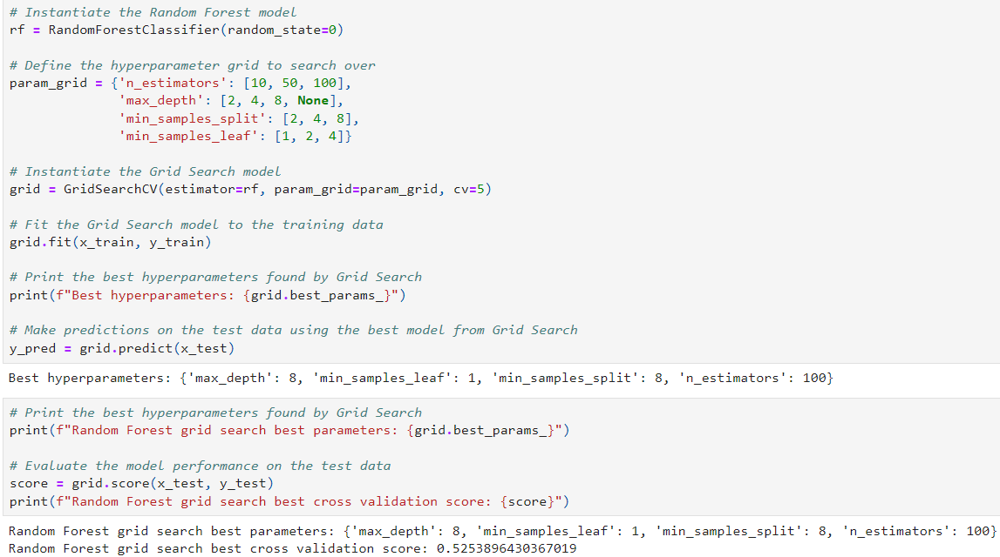 # Instantiate the Random Forest model
rf = RandomForestClassifier(random_state=0)
# Define the hyperparameter grid to search over
param_grid = {'n_estimators': [10, 50, 100],
'max_depth': [2, 4, 8, None],
'min_samples_split': [2, 4, 8],
'min_samples_leaf': [1, 2, 4]}
# Instantiate the Grid Search model
grid = GridSearchCV(estimator=rf, param_grid=param_grid, cv=5)
# Fit the Grid Search model to the training data
grid.fit(x_train, y_train)
# Print the best hyperparameters found by Grid Search
print(f"Best hyperparameters: {grid.best_params_}")
# Make predictions on the test data using the best model from Grid Search
y_pred = grid.predict(x_test)
Best hyperparameters: {'max_depth': 8, 'min_samples_leaf': 1, 'min_samples_split': 8, 'n_estimators': 100}
# Print the best hyperparameters found by Grid Search
print(f"Random Forest grid search best parameters: {grid.best_params_}")
# Evaluate the model performance on the test data
score = grid.score(x_test, y_test)
print(f"Random Forest grid search best cross validation score: {score}")
Random Forest grid search best parameters: {'max_depth': 8, 'min_samples_leaf': 1, 'min_samples_split': 8, 'n_estimators': 100}
Random Forest grid search best cross validation score: 0.5253896430367019